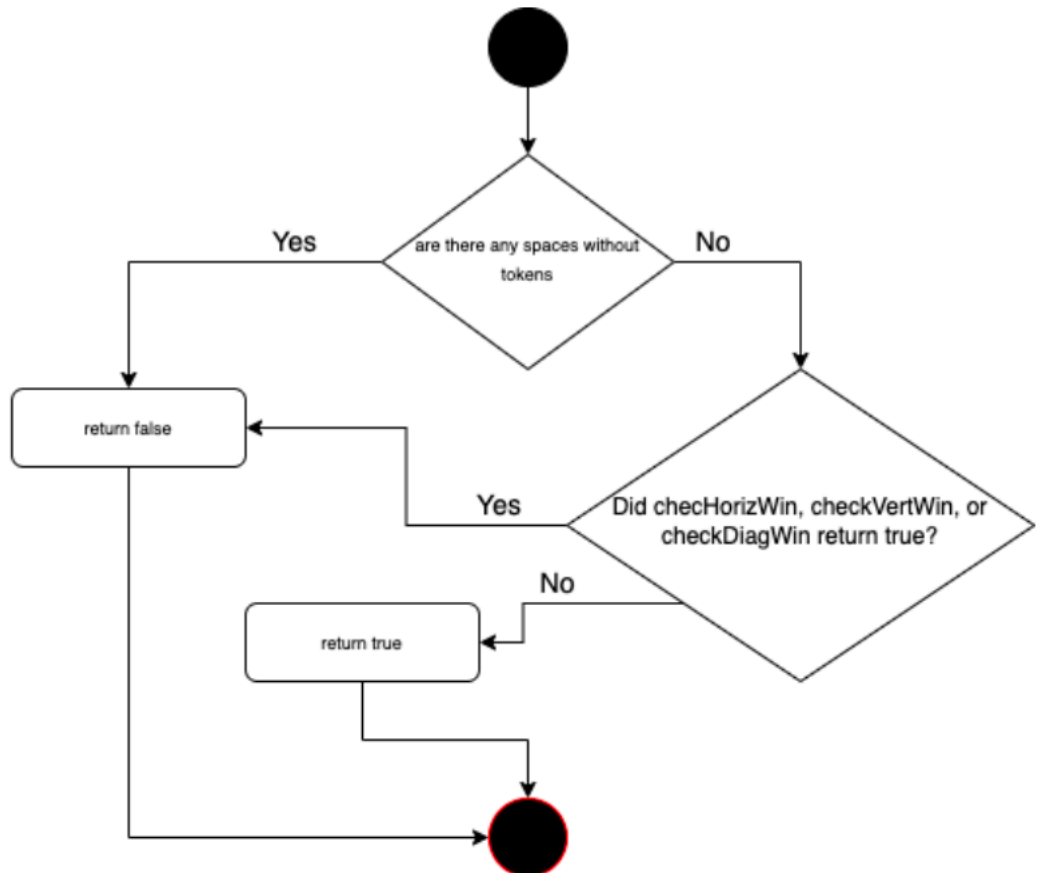 are there any spaces without
tokens
Yes
No
return false
Did checHorizWin, checkVertWin, or
checkDiagWin return true?
Yes
No
return true